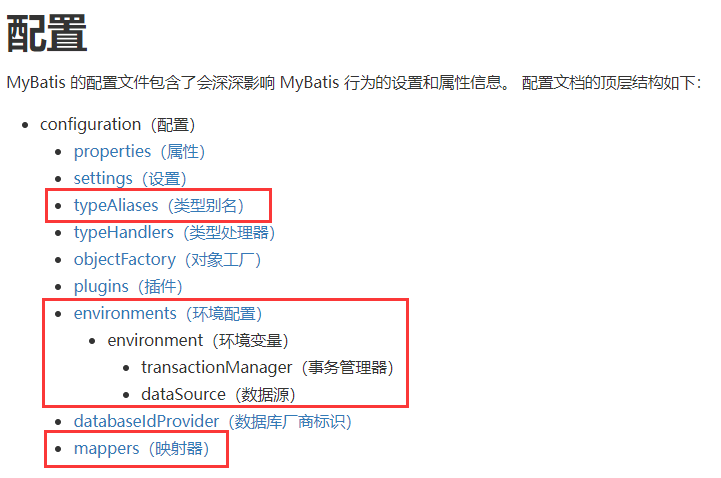 配置
MyBatis 的配置文件包含了会深深影响 MyBatis 行为的设置和属性信息。 配置文档的顶层结构如下：
configuration（配置）
properties（属性）
settings（设置）
typeAliases（类型别名）
typeHandlers（类型处理器）
objectFactory（对象工厂）
plugins（插件）
environments（环境配置）
environment（环境变量）
transactionManager（事务管理器）
dataSource（数据源）
databaseIdProvider（数据库厂商标识）
mappers（映射器）